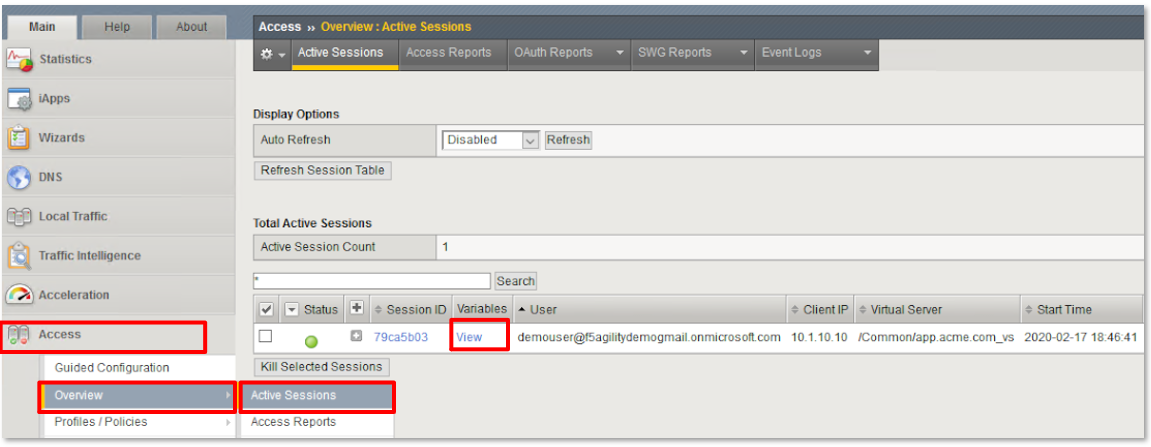 Main Help About
Access ›› Overview : Active Sessions
Active Sessions Access Reports OAuth Reports SWG Reports Event Logs
Statistics
iApps
Wizards
DNS
Local Traffic
Traffic Intelligence
Acceleration
Access
Guided Configuration
Overview
Profiles / Policies
Display Options
Auto Refresh Disabled Refresh
Refresh Session Table
Total Active Sessions
Active Session Count 1
* Search
Status Session ID Variables User Client IP Virtual Server Start Time
79ca5b03 View demouser@f5agilitydemogmail.onmicrosoft.com 10.1.10.10 /Common/app.acme.com_vs 2020-02-17 18:46:41
Kill Selected Sessions
Active Sessions
Access Reports